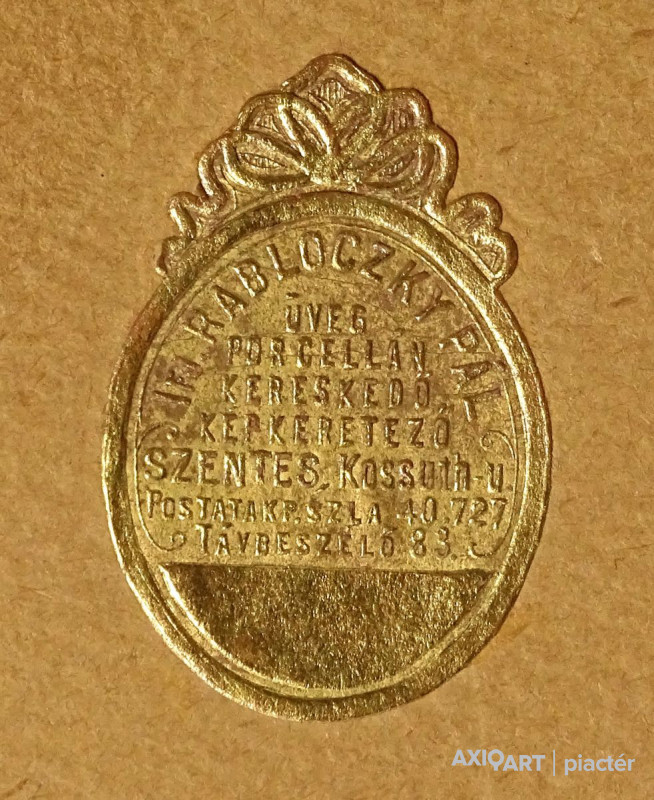 Ifj. RABLOCZKY PÁL
ÜVEG
PORCELLÁN
KERESKEDŐ
KÉPKERETEZŐ
SZENTES, Kossuth-u.
POSTATAKP. SZLA 40.727
TÁVBESZÉLŐ 83.
AXIOART | piactér